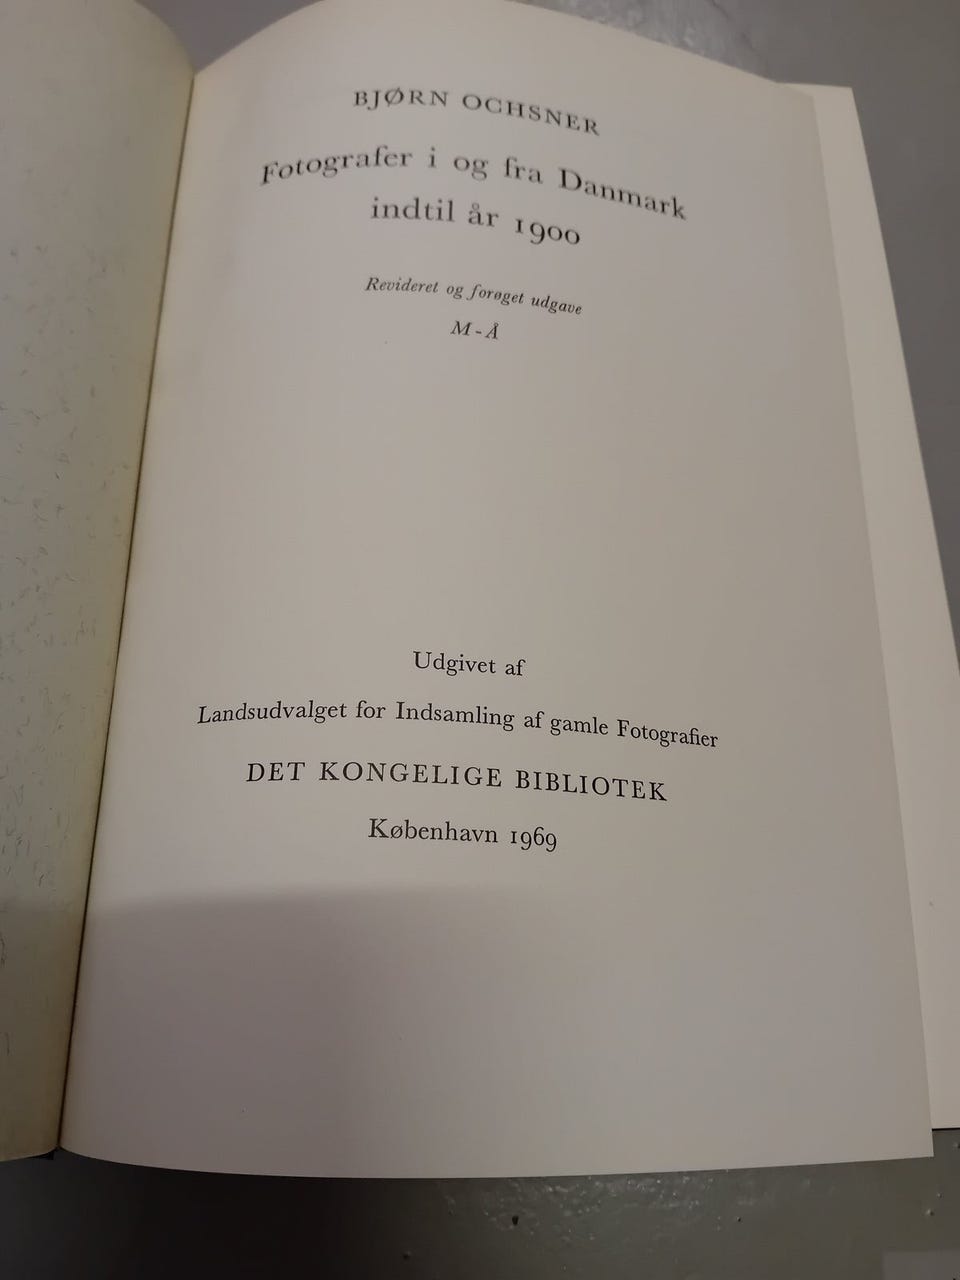 BJØRN OCHSNER
Fotografer i og fra Danmark
indtil år 1900
Revideret og forøget udgave
M-Å
Udgivet af
Landsudvalget for Indsamling af gamle Fotografier
DET KONGELIGE BIBLIOTEK
København 1969